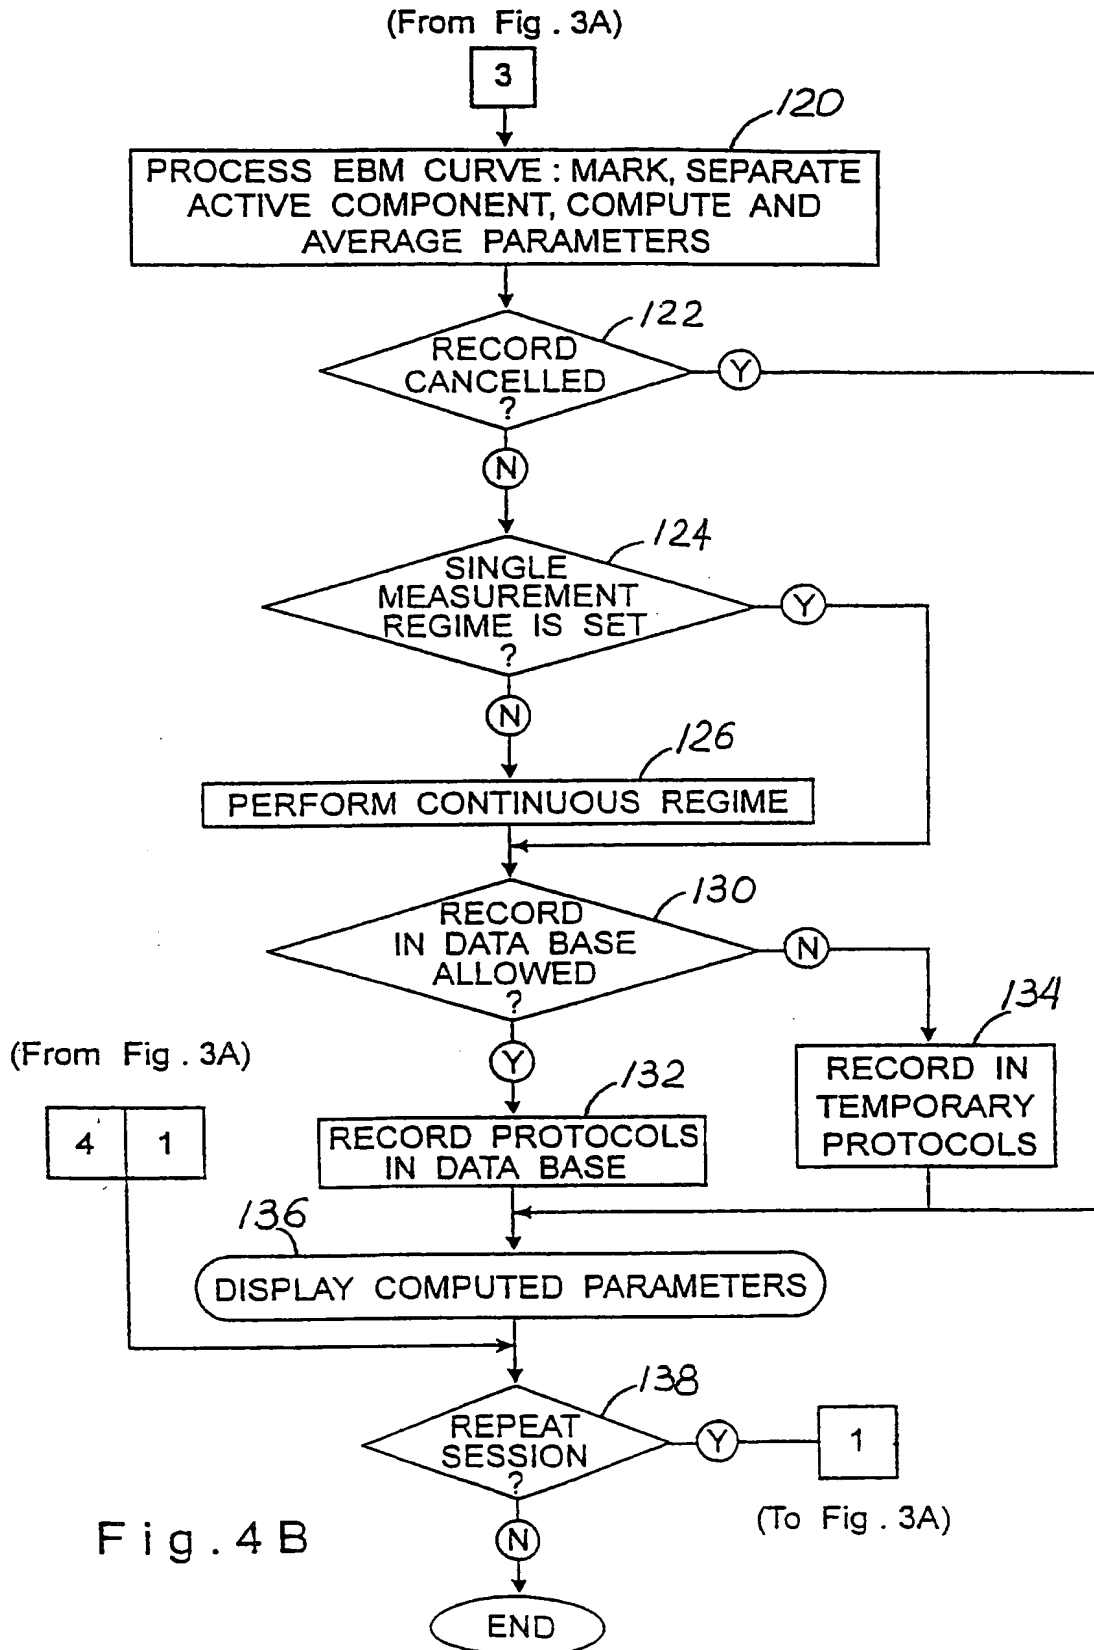 (From Fig. 3A)
3
120
PROCESS EBM CURVE : MARK, SEPARATE
ACTIVE COMPONENT, COMPUTE AND
AVERAGE PARAMETERS
122
RECORD
CANCELLED
?
Y
N
124
SINGLE
MEASUREMENT
REGIME IS SET
?
Y
N
126
PERFORM CONTINUOUS REGIME
130
RECORD
IN DATA BASE
ALLOWED
?
N
Y
134
RECORD IN
TEMPORARY
PROTOCOLS
(From Fig. 3A)
4 1
132
RECORD PROTOCOLS
IN DATA BASE
136
DISPLAY COMPUTED PARAMETERS
138
REPEAT
SESSION
?
Y
1
(To Fig. 3A)
N
Fig. 4B
END